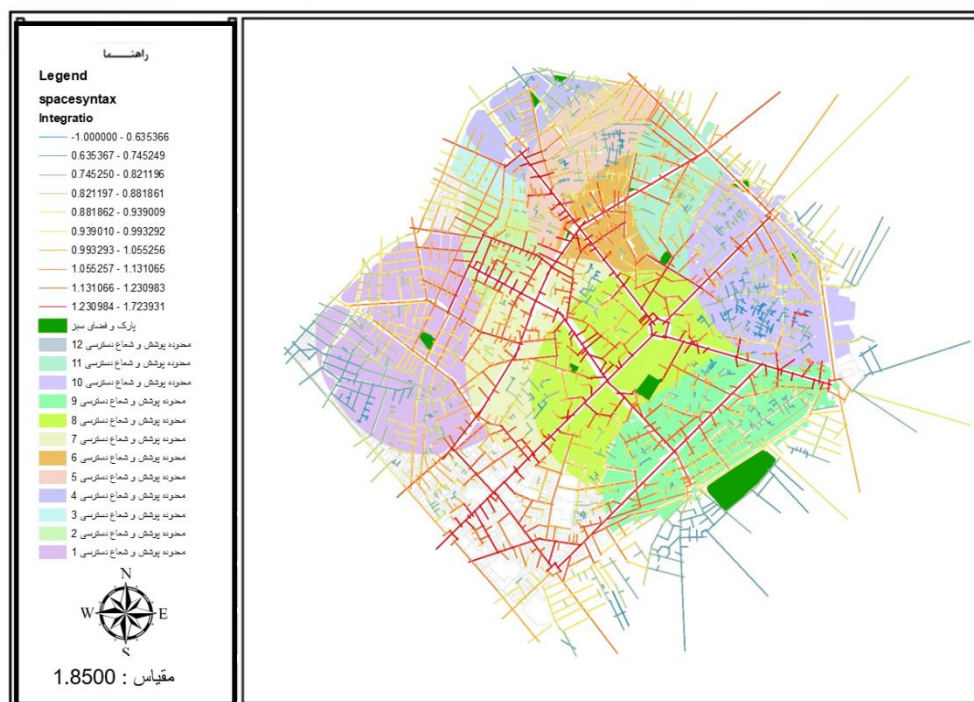 راهنـــــما
Legend
spacesyntax
Integratio
-1.000000 - 0.635366
0.635367 - 0.745249
0.745250 - 0.821196
0.821197 - 0.881861
0.881862 - 0.939009
0.939010 - 0.993292
0.993293 - 1.055256
1.055257 - 1.131065
1.131066 - 1.230983
1.230984 - 1.723931
پارک و فضای سبز
محدوده پوشش و شعاع دسترسی 12
محدوده پوشش و شعاع دسترسی 11
محدوده پوشش و شعاع دسترسی 10
محدوده پوشش و شعاع دسترسی 9
محدوده پوشش و شعاع دسترسی 8
محدوده پوشش و شعاع دسترسی 7
محدوده پوشش و شعاع دسترسی 6
محدوده پوشش و شعاع دسترسی 5
محدوده پوشش و شعاع دسترسی 4
محدوده پوشش و شعاع دسترسی 3
محدوده پوشش و شعاع دسترسی 2
محدوده پوشش و شعاع دسترسی 1
N
W E
S
مقیاس : 1.8500